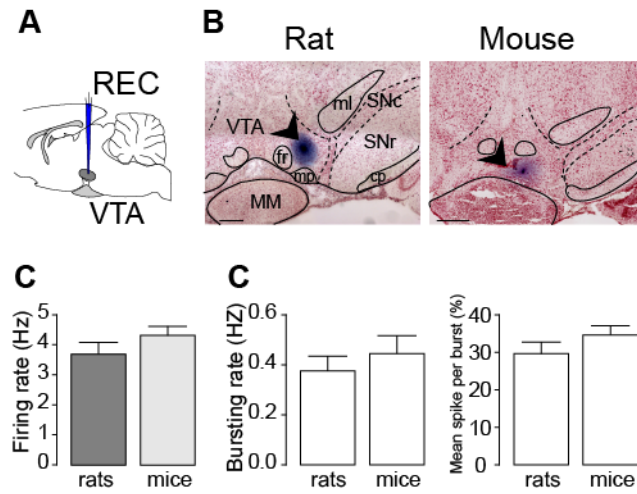 A
REC
VTA
B
Rat
Mouse
VTA
ml
SNc
SNr
fr
mp
cp
MM
C
Firing rate (Hz)
5
4
3
2
1
0
rats
mice
C
Bursting rate (HZ)
0.6
0.4
0.2
0.0
rats
mice
Mean spike per burst (%)
40
30
20
10
0
rats
mice